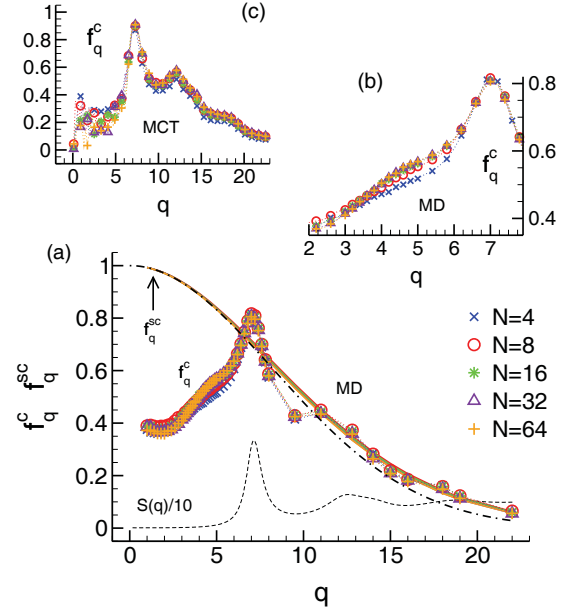 (c)
1
0.8
0.6
0.4
0.2
0
f_q^c
MCT
0 5 10 15 20
q
(b)
0.8
0.6
0.4
f_q^c
MD
2 3 4 5 6 7
q
(a)
1
0.8
0.6
0.4
0.2
0
f_q^c f_q^sc
f_q^sc
f_q^c
MD
S(q)/10
0 5 10 15 20
q
N=4
N=8
N=16
N=32
N=64